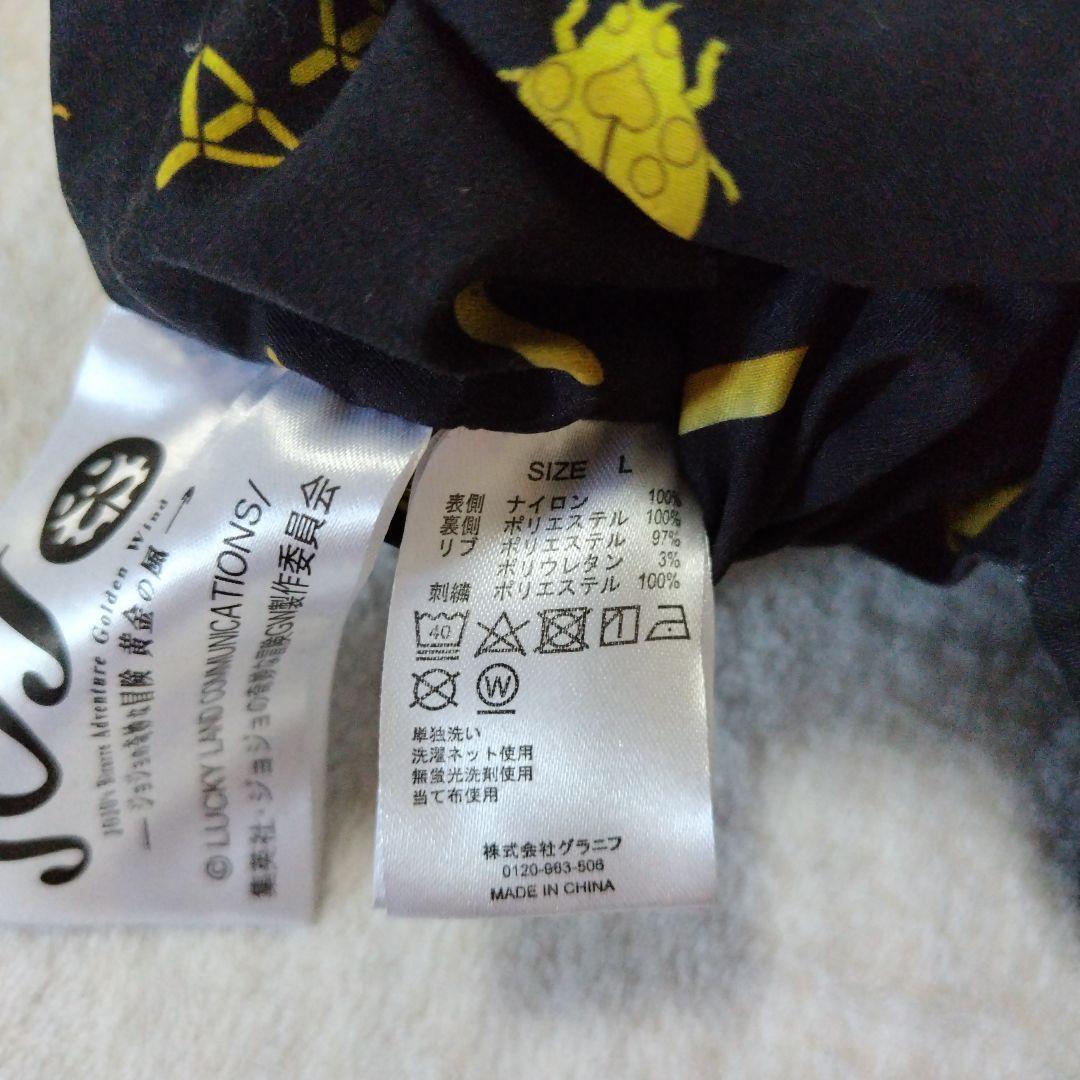 JOJO's Bizarre Adventure Golden Wind
ジョジョの奇妙な冒険 黄金の風
© LUCKY LAND COMMUNICATIONS/
集英社・ジョジョの奇妙な冒険GW製作委員会
SIZE L
表側 ナイロン 100%
裏側 ポリエステル 100%
リブ ポリエステル 97%
ポリウレタン 3%
刺繍 ポリエステル 100%
40
W
単独洗い
洗濯ネット使用
無蛍光洗剤使用
当て布使用
株式会社グラニフ
0120-963-506
MADE IN CHINA